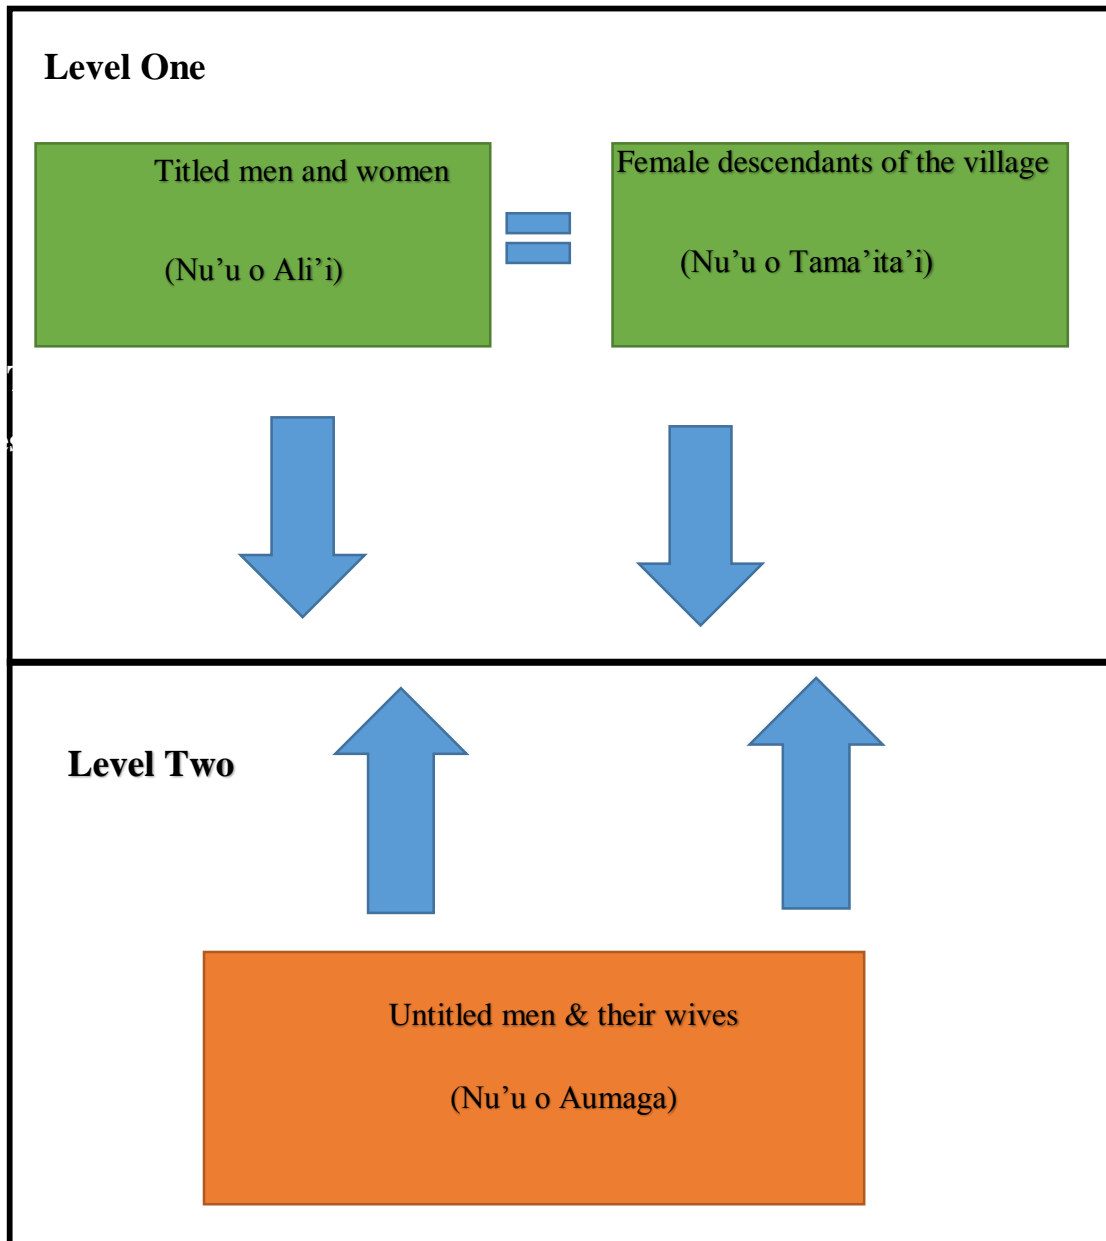 Level One
Titled men and women
(Nu’u o Ali’i)
Female descendants of the village
(Nu’u o Tama’ita’i)
Level Two
Untitled men & their wives
(Nu’u o Aumaga)